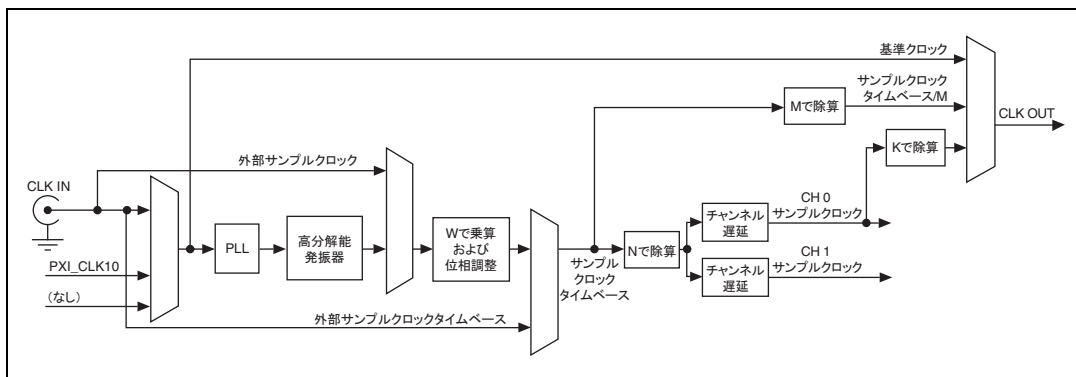 基準クロック
サンプルクロック
タイムベース/M
Mで除算
CLK OUT
Kで除算
外部サンプルクロック
CLK IN
CH 0
サンプルクロック
チャンネル
遅延
Wで乗算
および
位相調整
高分解能
発振器
PLL
Nで除算
サンプル
クロック
タイムベース
CH 1
サンプルクロック
チャンネル
遅延
PXI_CLK10
(なし)
外部サンプルクロックタイムベース